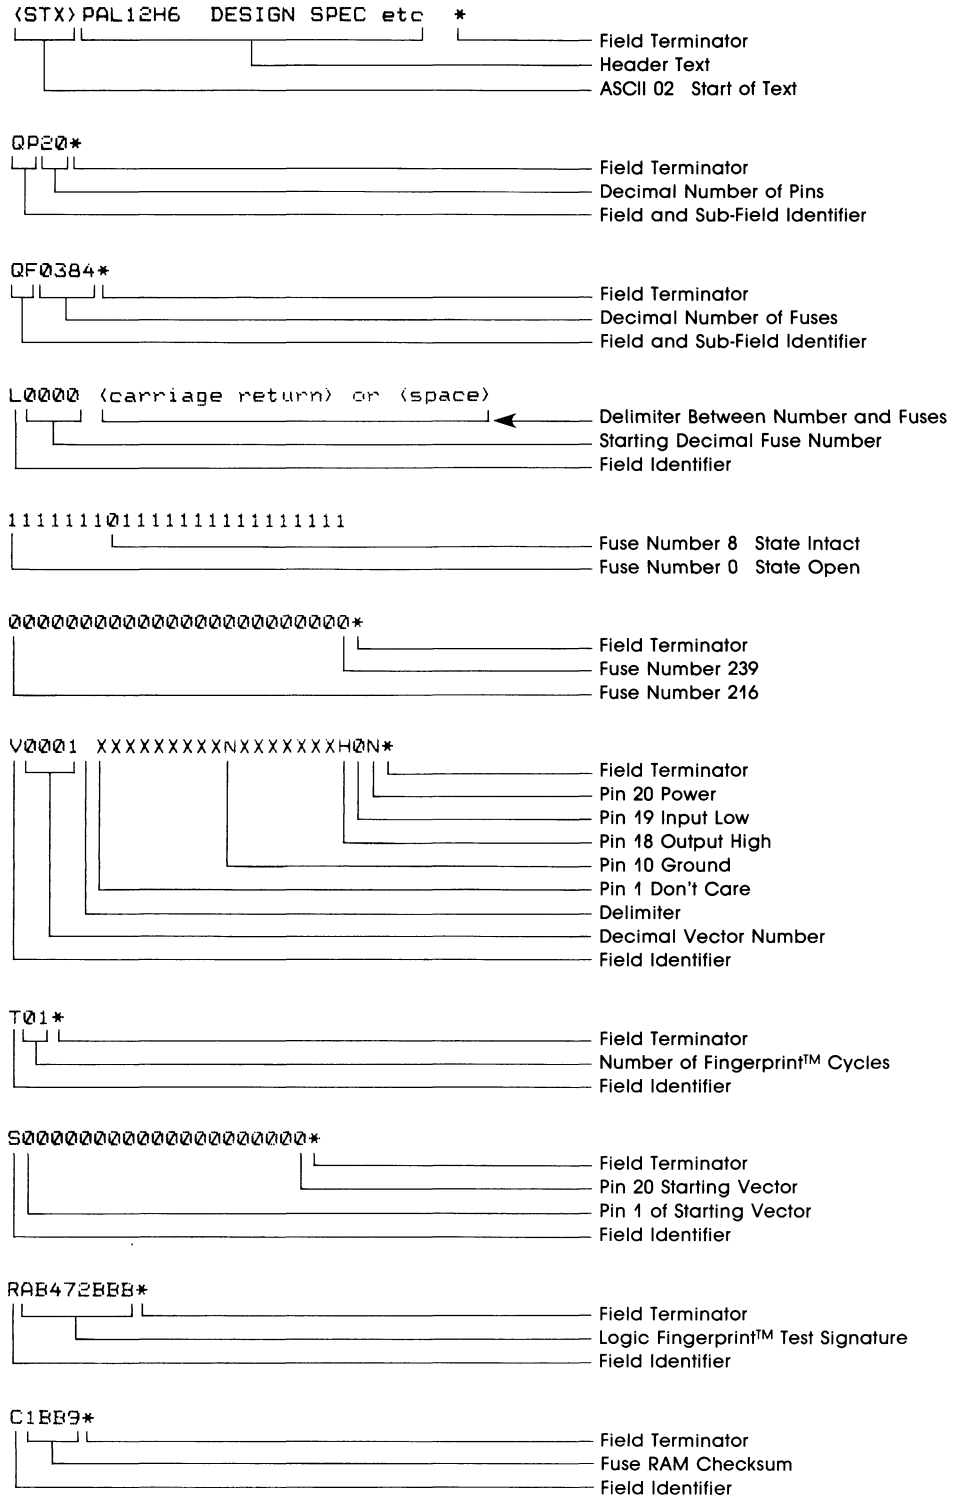 <STX>PAL12H6 DESIGN SPEC etc *
Field Terminator
Header Text
ASCII 02 Start of Text
QP20*
Field Terminator
Decimal Number of Pins
Field and Sub-Field Identifier
QF0384*
Field Terminator
Decimal Number of Fuses
Field and Sub-Field Identifier
L0000 <carriage return> or <space>
Delimiter Between Number and Fuses
Starting Decimal Fuse Number
Field Identifier
111111101111111111111111
Fuse Number 8 State Intact
Fuse Number 0 State Open
000000000000000000000000*
Field Terminator
Fuse Number 239
Fuse Number 216
V0001 XXXXXXXXXNXXXXXXXH0N*
Field Terminator
Pin 20 Power
Pin 19 Input Low
Pin 18 Output High
Pin 10 Ground
Pin 1 Don't Care
Delimiter
Decimal Vector Number
Field Identifier
T01*
Field Terminator
Number of Fingerprint™ Cycles
Field Identifier
S00000000000000000000*
Field Terminator
Pin 20 Starting Vector
Pin 1 of Starting Vector
Field Identifier
RAB472BBB*
Field Terminator
Logic Fingerprint™ Test Signature
Field Identifier
C1BB9*
Field Terminator
Fuse RAM Checksum
Field Identifier